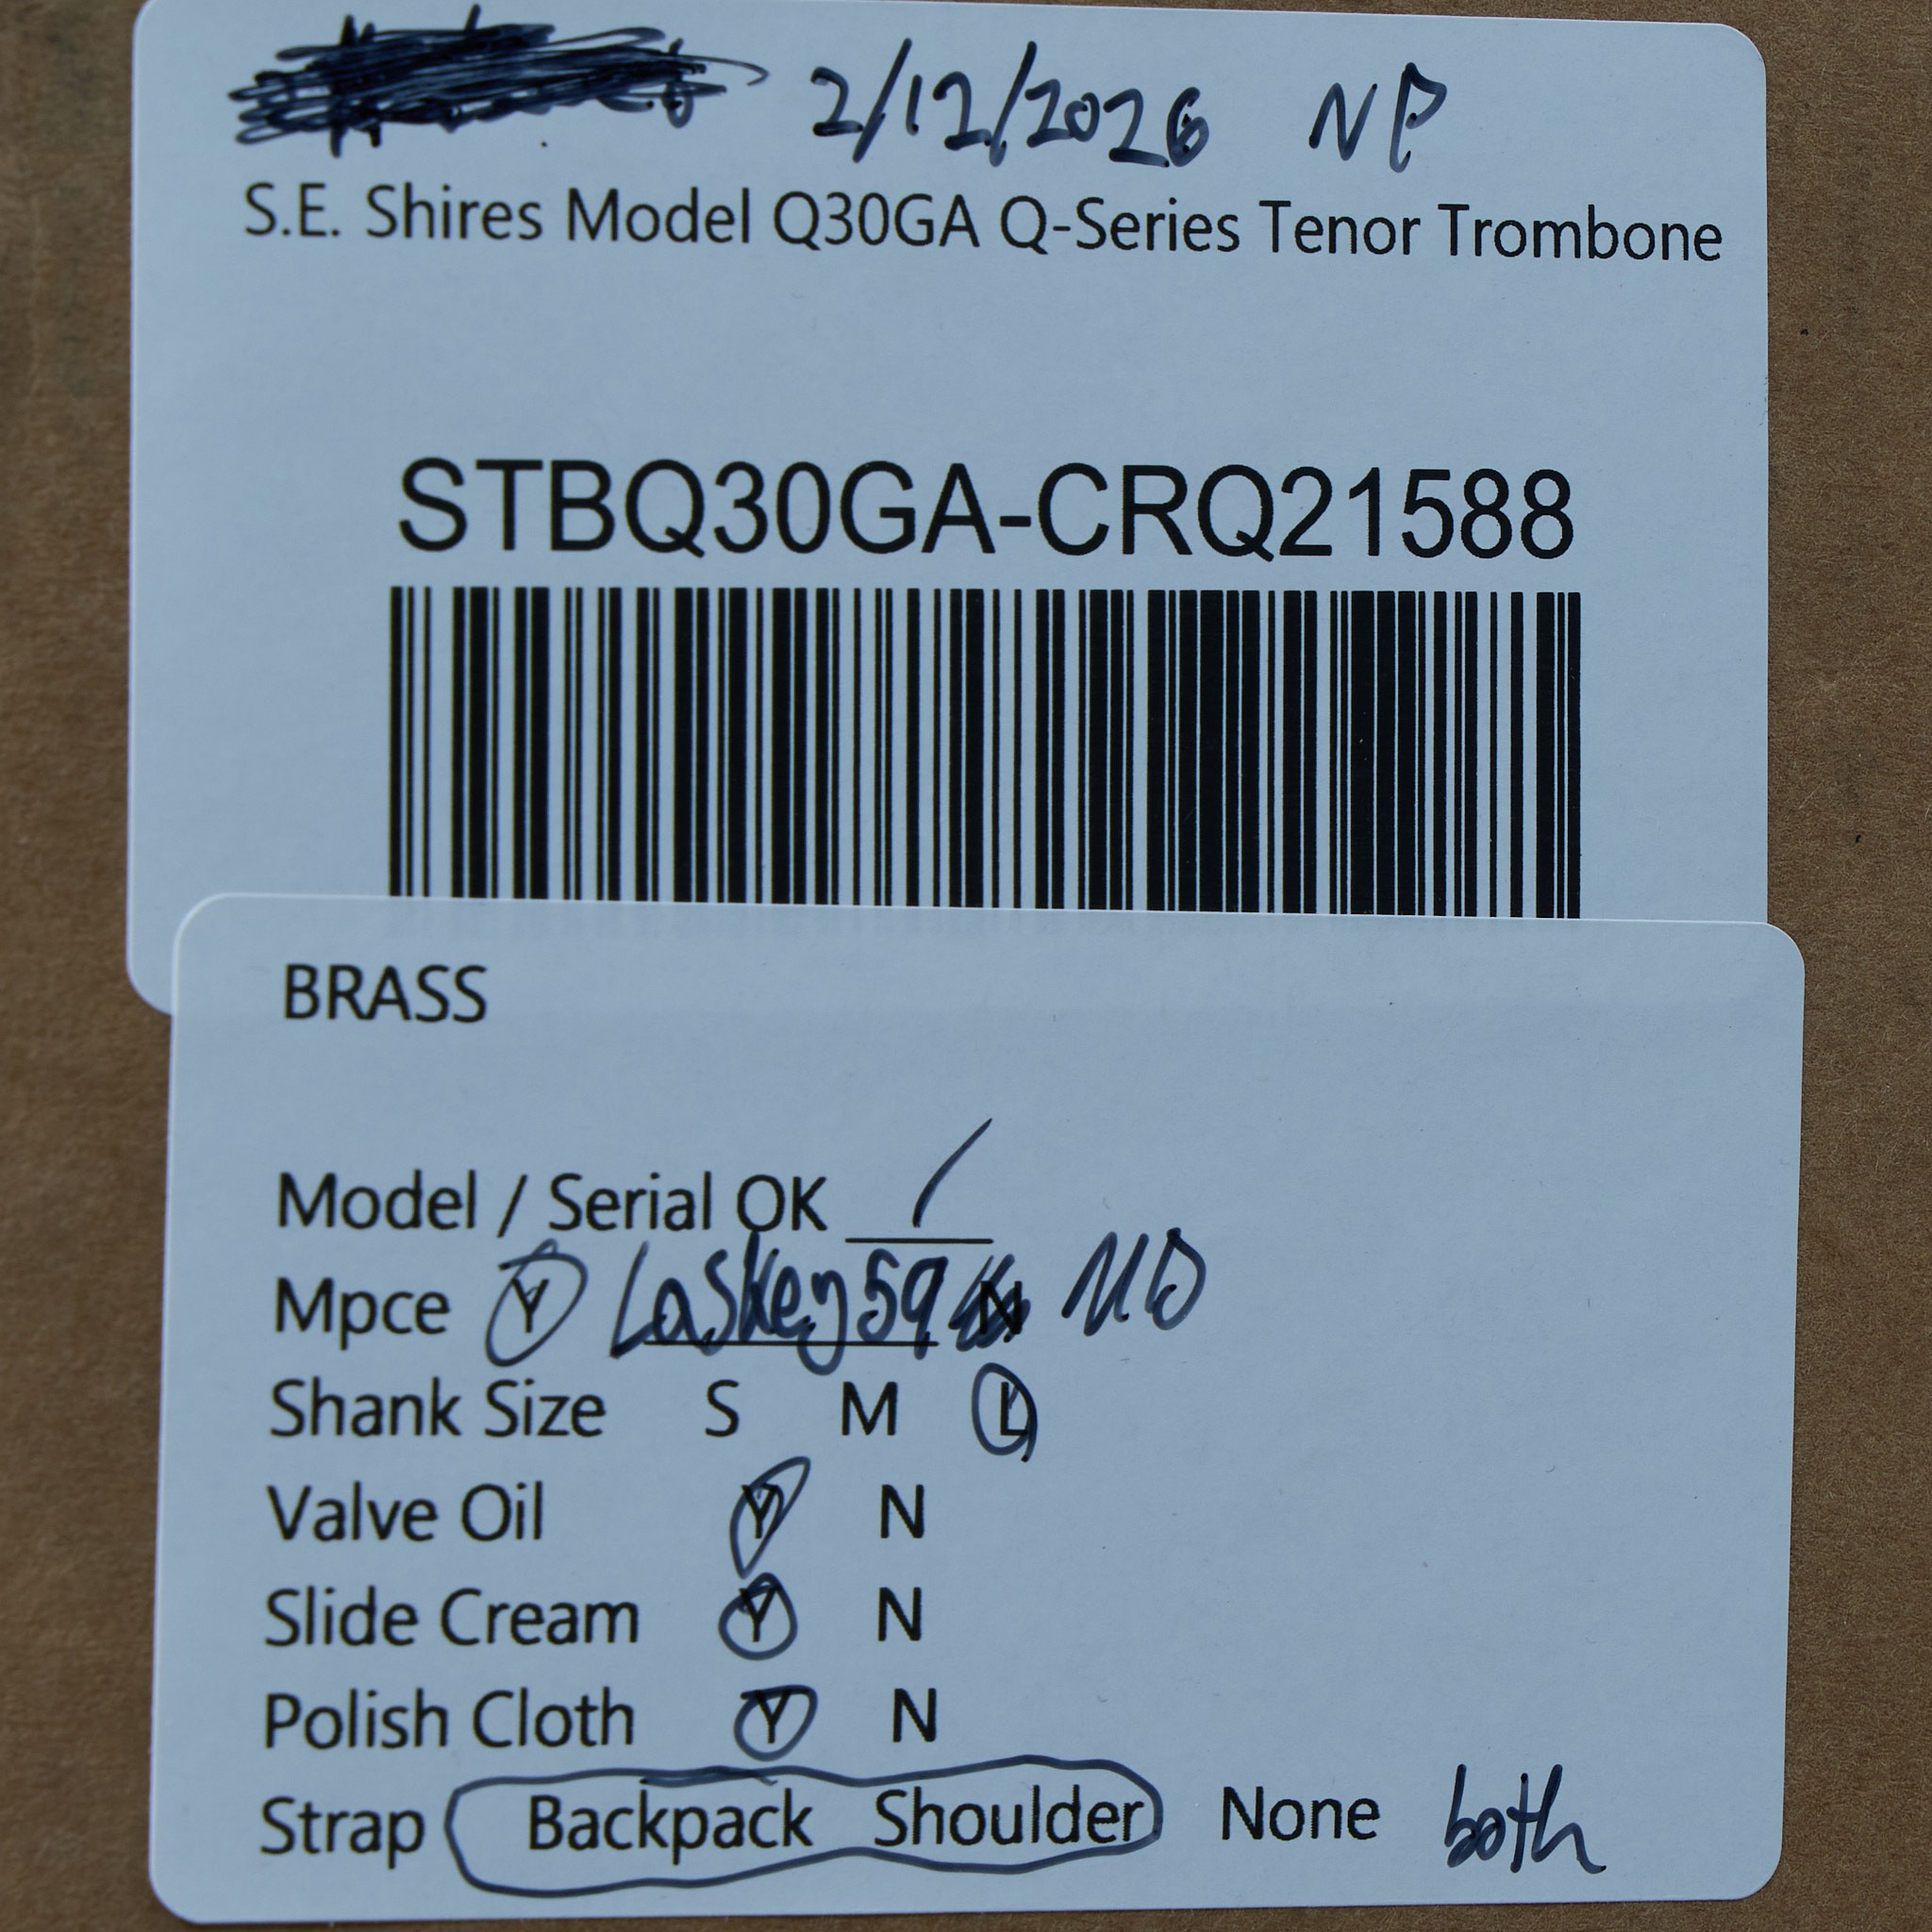 2/12/2026 NP
S.E. Shires Model Q30GA Q-Series Tenor Trombone
STBQ30GA-CRQ21588
BRASS
Model / Serial OK
Mpce Y Laskey 59 N
Shank Size S M L
Valve Oil Y N
Slide Cream Y N
Polish Cloth Y N
Strap Backpack Shoulder None both